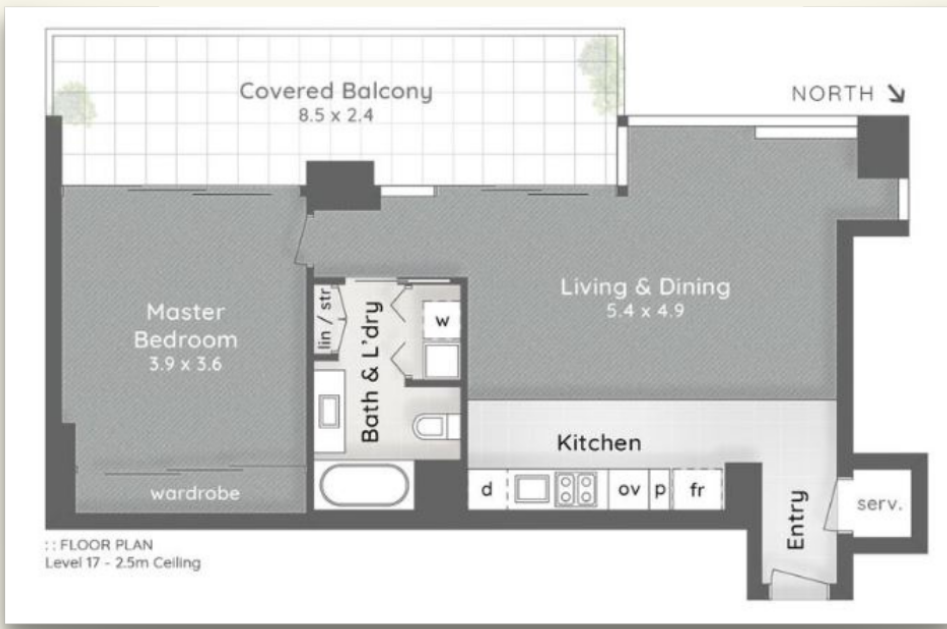 Covered Balcony
8.5 x 2.4
NORTH
Living & Dining
5.4 x 4.9
Master
Bedroom
3.9 x 3.6
lin / str
Bath & L'dry
w
Kitchen
d
ov
p
fr
wardrobe
Entry
serv.
:: FLOOR PLAN
Level 17 - 2.5m Ceiling